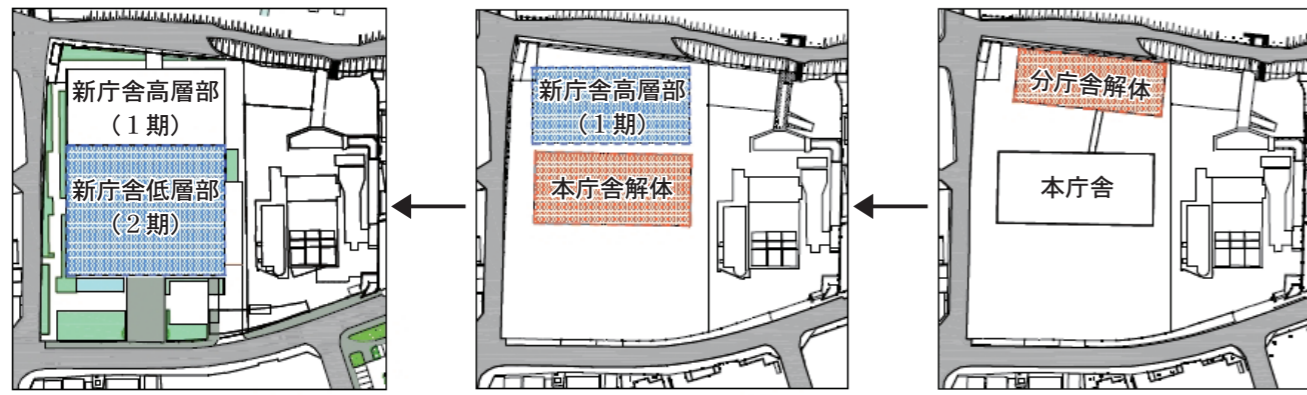 分庁舎解体
本庁舎
新庁舎高層部
（１期）
本庁舎解体
新庁舎高層部
（１期）
新庁舎低層部
（２期）